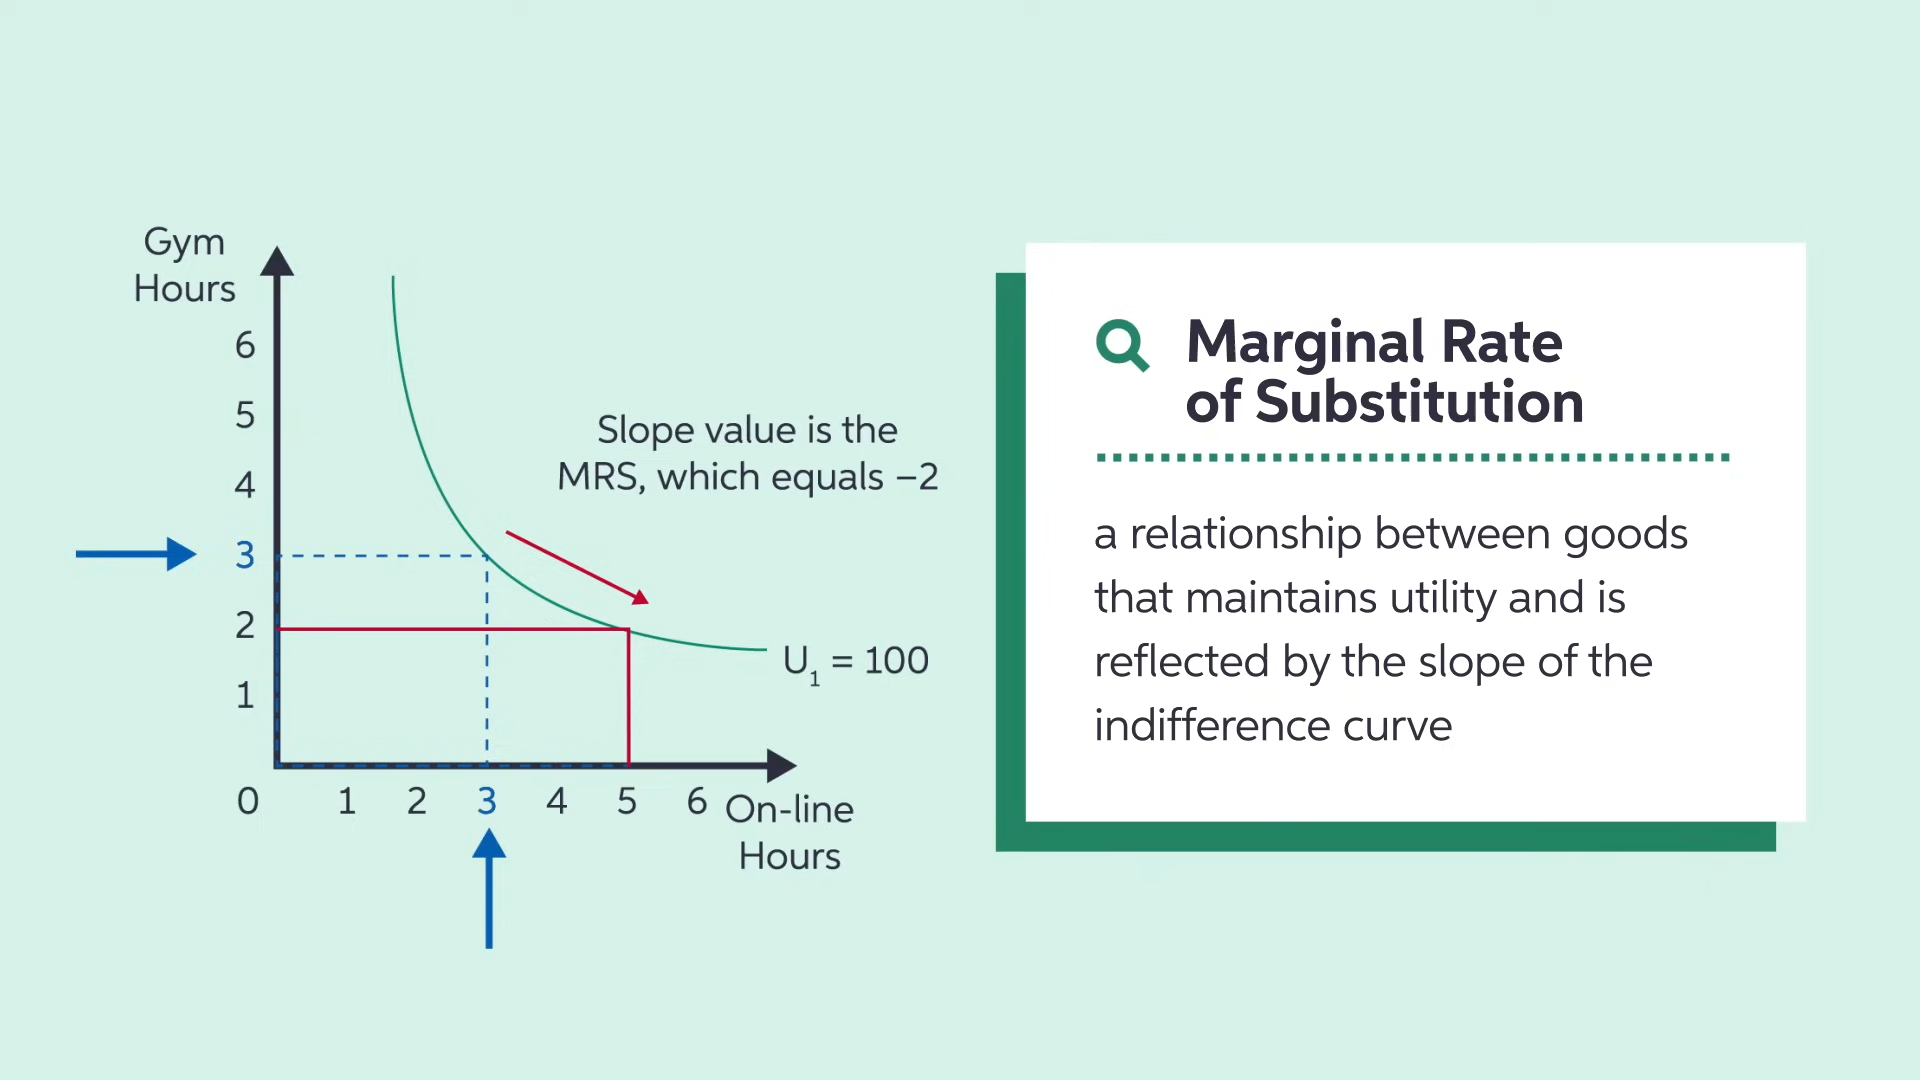 Gym
Hours
6
5
4
3
2
1
0 1 2 3 4 5 6
On-line
Hours
Slope value is the
MRS, which equals −2
U₁ = 100
Marginal Rate
of Substitution
a relationship between goods
that maintains utility and is
reflected by the slope of the
indifference curve